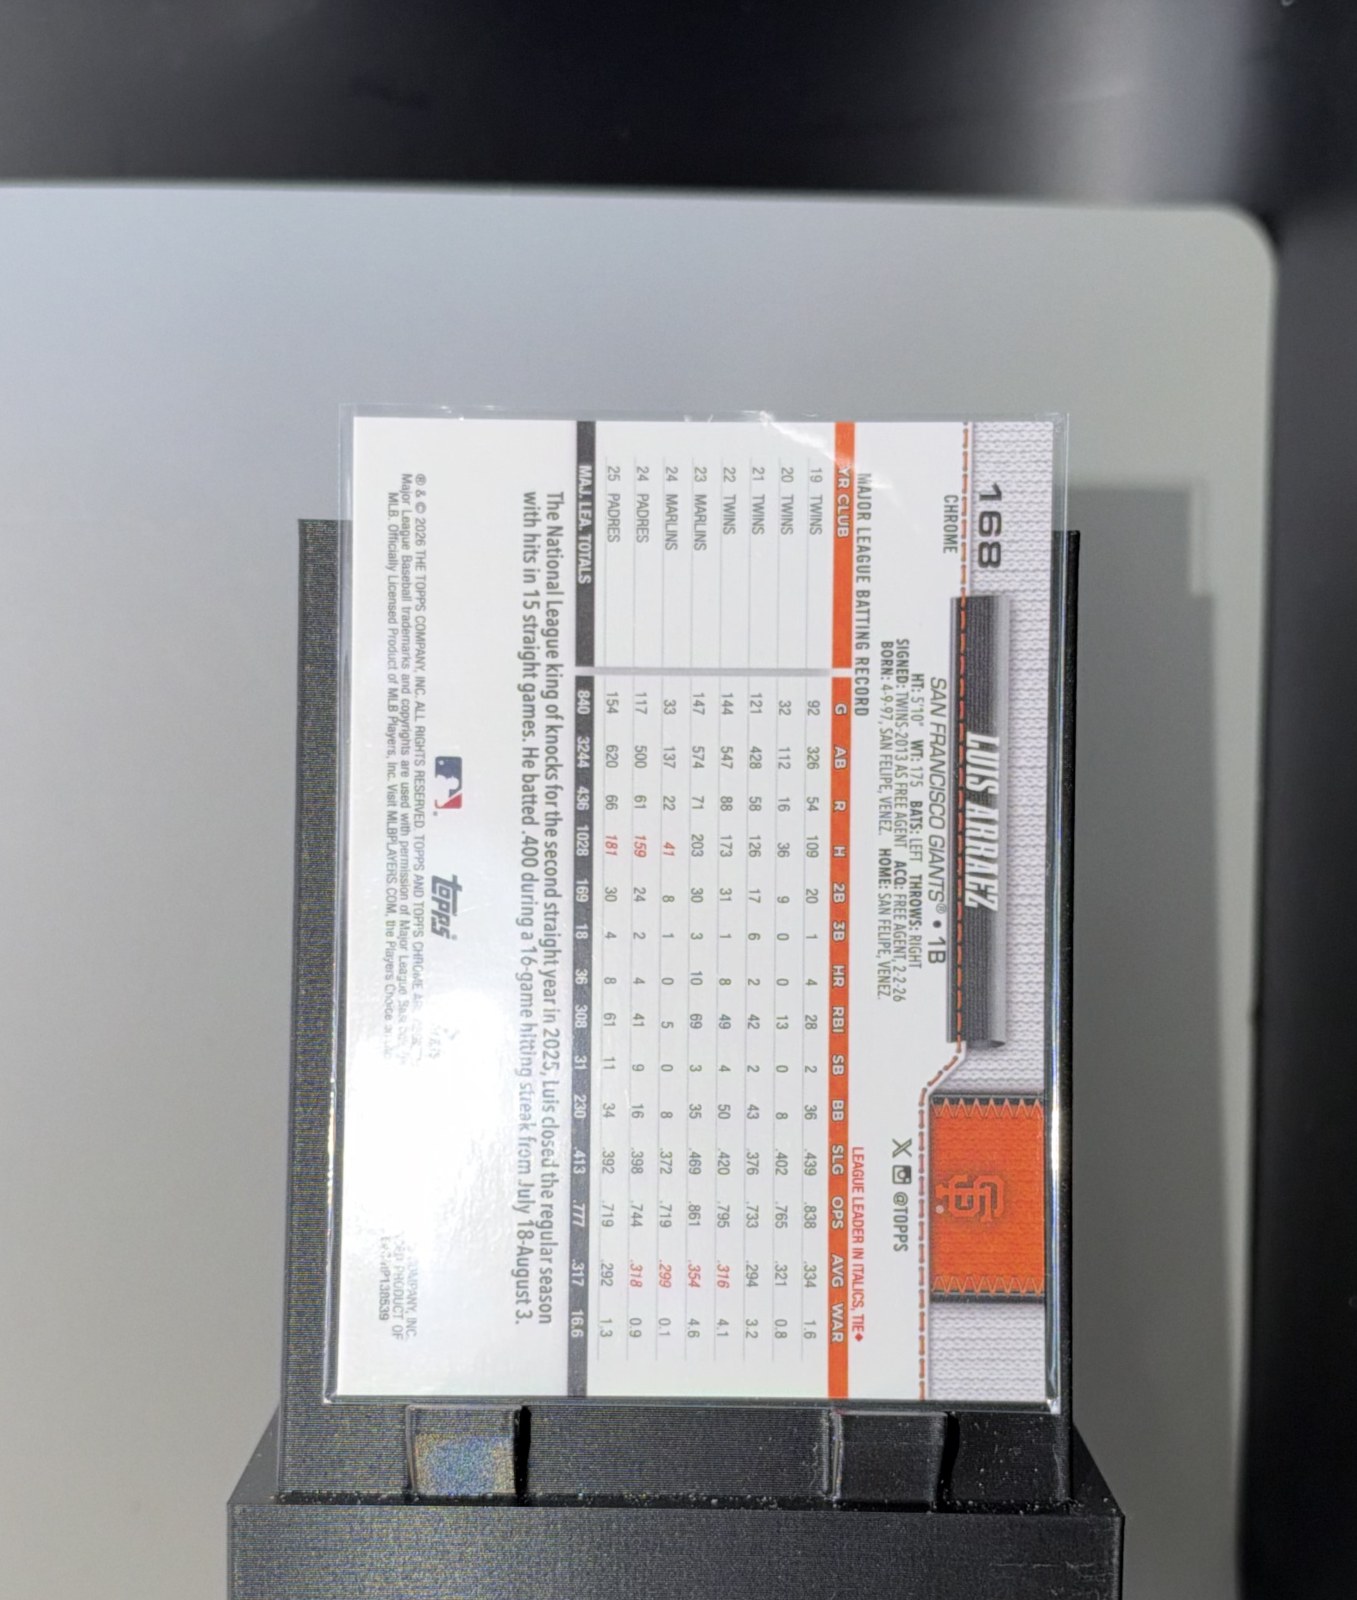 168
CHROME
LUIS ARRAEZ
SAN FRANCISCO GIANTS® • 1B
HT: 5'10" WT: 175 BATS: LEFT THROWS: RIGHT
SIGNED: TWINS-2013 AS FREE AGENT ACQ: FREE AGENT, 2-2-26
BORN: 4-9-97, SAN FELIPE, VENEZ. HOME: SAN FELIPE, VENEZ.
X @TOPPS
SF
MAJOR LEAGUE BATTING RECORD LEAGUE LEADER IN ITALICS, TIE♦
YR CLUB G AB R H 2B 3B HR RBI SB BB SLG OPS AVG WAR
19 TWINS 92 326 54 109 20 1 4 28 2 36 .439 .838 .334 1.6
20 TWINS 32 112 16 36 9 0 0 13 0 8 .402 .765 .321 0.8
21 TWINS 121 428 58 126 17 6 2 42 2 43 .376 .733 .294 3.2
22 TWINS 144 547 88 173 31 1 8 49 4 50 .420 .795 .316 4.1
23 MARLINS 147 574 71 203 30 3 10 69 3 35 .469 .861 .354 4.6
24 MARLINS 33 137 22 41 8 1 0 5 0 8 .372 .719 .299 0.1
24 PADRES 117 500 61 159 24 2 4 41 9 16 .398 .744 .318 0.9
25 PADRES 154 620 66 181 30 4 8 61 11 34 .392 .719 .292 1.3
MAJ. LEA. TOTALS 840 3244 436 1028 169 18 36 308 31 230 .413 .777 .317 16.6
The National League king of knocks for the second straight year in 2025, Luis closed the regular season
with hits in 15 straight games. He batted .400 during a 16-game hitting streak from July 18-August 3.
topps
® & © 2026 THE TOPPS COMPANY, INC. ALL RIGHTS RESERVED. TOPPS AND TOPPS CHROME
Major League Baseball trademarks and copyrights are used with permission of Major League
MLB. Officially Licensed Product of MLB Players, Inc. Visit MLBPLAYERS.COM, the Players Choice
COMPANY, INC.
PRODUCT OF